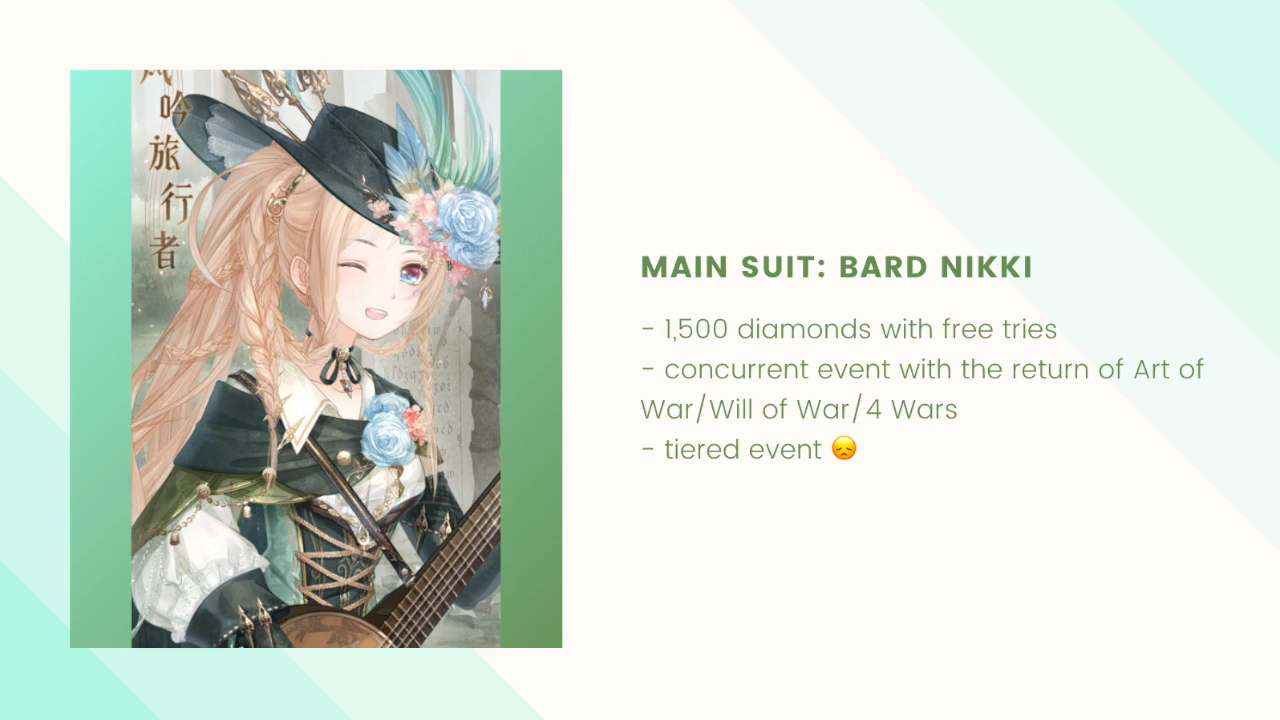 风吟旅行者
MAIN SUIT: BARD NIKKI
- 1,500 diamonds with free tries
- concurrent event with the return of Art of
War/Will of War/4 Wars
- tiered event 😞